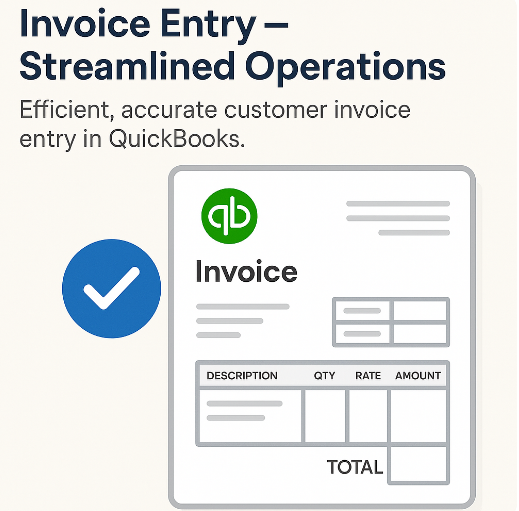 Invoice Entry –
Streamlined Operations
Efficient, accurate customer invoice
entry in QuickBooks.
qb
Invoice
DESCRIPTION QTY RATE AMOUNT
TOTAL